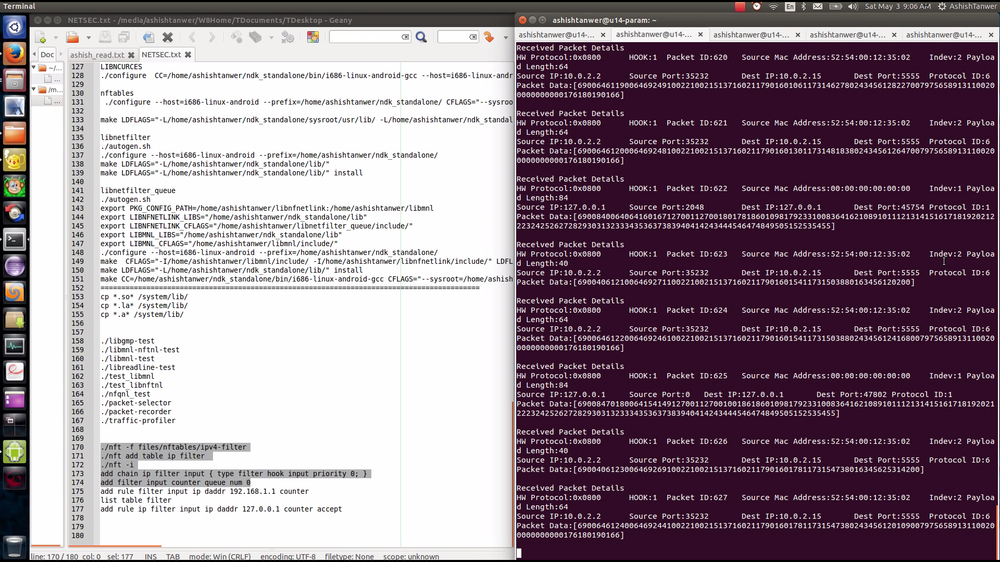 Terminal
En
Sat May 3 9:06 AM
AshishTanwer
NETSEC.txt - /media/ashishtanwer/W8Home/TDocuments/TDesktop - Geany
Doc
ashish_read.txt
NETSEC.txt
~/...
...
/m...
...
127 LIBNCURCES
128 ./configure  CC=/home/ashishtanwer/ndk_standalone/bin/i686-linux-android-gcc --host=i686-linux-andr
129
130 nftables
131  ./configure --host=i686-linux-android --prefix=/home/ashishtanwer/ndk_standalone/ CFLAGS="--sysroo
132
133 make LDFLAGS="-L/home/ashishtanwer/ndk_standalone/sysroot/usr/lib/ -L/home/ashishtanwer/ndk_standal
134
135 libnetfilter
136 ./autogen.sh
137 ./configure --host=i686-linux-android --prefix=/home/ashishtanwer/ndk_standalone/
138 make LDFLAGS="-L/home/ashishtanwer/ndk_standalone/lib/"
139 make LDFLAGS="-L/home/ashishtanwer/ndk_standalone/lib/" install
140
141 libnetfilter_queue
142 ./autogen.sh
143 export PKG_CONFIG_PATH=/home/ashishtanwer/libnfnetlink:/home/ashishtanwer/libmnl
144 export LIBNFNETLINK_LIBS="/home/ashishtanwer/ndk_standalone/lib"
145 export LIBNFNETLINK_CFLAGS="/home/ashishtanwer/libnetfilter_queue/include/"
146 export LIBMNL_LIBS="/home/ashishtanwer/ndk_standalone/lib"
147 export LIBMNL_CFLAGS="/home/ashishtanwer/libmnl/include/"
148 ./configure --host=i686-linux-android --prefix=/home/ashishtanwer/ndk_standalone/
149 make  CFLAGS="-I/home/ashishtanwer/libmnl/include/ -I/home/ashishtanwer/libnfnetlink/include/" LDFL
150 make LDFLAGS="-L/home/ashishtanwer/ndk_standalone/lib/" install
151 make CC=/home/ashishtanwer/ndk_standalone/bin/i686-linux-android-gcc CFLAGS="--sysroot=/home/ashish
152 ===========================================================================================
153 cp *.so* /system/lib/
154 cp *.la* /system/lib/
155 cp *.a* /system/lib/
156
157
158 ./libgmp-test
159 ./libmnl-nftnl-test
160 ./libmnl-test
161 ./libreadline-test
162 ./test_libmnl
163 ./test_libnftnl
164 ./nfqnl_test
165 ./packet-selector
166 ./packet-recorder
167 ./traffic-profiler
168
169
170 ./nft -f files/nftables/ipv4-filter
171 ./nft add table ip filter
172 ./nft -i
173 add chain ip filter input { type filter hook input priority 0; }
174 add filter input counter queue num 0
175 add rule filter input ip daddr 192.168.1.1 counter
176 list table filter
177 add rule ip filter input ip daddr 127.0.0.1 counter accept
178
179
180
line: 170 / 180 col: 0 sel: 177 INS TAB mode: Win (CRLF) encoding: UTF-8 filetype: None scope: unknown
ashishtanwer@u14-param: ~
ashishtanwer@u14-... ashishtanwer@u14-... ashishtanwer@u14-... ashishtanwer@u14-... ashishtanwer@u14-...
Received Packet Details
HW Protocol:0x0800 HOOK:1 Packet ID:620 Source Mac Address:52:54:00:12:35:02 Indev:2 Payloa
d Length:64
Source IP:10.0.2.2 Source Port:35232 Dest IP:10.0.2.15 Dest Port:5555 Protocol ID:6
Packet Data:[69006461190064692491002210021513716021179016010611731462780243456128227007975658913110020
0000000000176180190166]
Received Packet Details
HW Protocol:0x0800 HOOK:1 Packet ID:621 Source Mac Address:52:54:00:12:35:02 Indev:2 Payloa
d Length:64
Source IP:10.0.2.2 Source Port:35232 Dest IP:10.0.2.15 Dest Port:5555 Protocol ID:6
Packet Data:[69006461200064692481002210021513716021179016013011731481838024345612647007975658913110020
0000000000176180190166]
Received Packet Details
HW Protocol:0x0800 HOOK:1 Packet ID:622 Source Mac Address:00:00:00:00:00:00 Indev:1 Payloa
d Length:84
Source IP:127.0.0.1 Source Port:2048 Dest IP:127.0.0.1 Dest Port:45754 Protocol ID:1
Packet Data:[690084006406416016712700112700180178186010981792331008364162108910111213141516171819202​12
2232425262728293031323334353637383940414243444546474849505152535455]
Received Packet Details
HW Protocol:0x0800 HOOK:1 Packet ID:623 Source Mac Address:52:54:00:12:35:02 Indev:2 Payloa
d Length:40
Source IP:10.0.2.2 Source Port:35232 Dest IP:10.0.2.15 Dest Port:5555 Protocol ID:6
Packet Data:[69004061210064692711002210021513716021179016015411731503880163456120200]
Received Packet Details
HW Protocol:0x0800 HOOK:1 Packet ID:624 Source Mac Address:52:54:00:12:35:02 Indev:2 Payloa
d Length:64
Source IP:10.0.2.2 Source Port:35232 Dest IP:10.0.2.15 Dest Port:5555 Protocol ID:6
Packet Data:[69006461220064692461002210021513716021179016015411731503880243456124168007975658913110020
0000000000176180190166]
Received Packet Details
HW Protocol:0x0800 HOOK:1 Packet ID:625 Source Mac Address:00:00:00:00:00:00 Indev:1 Payloa
d Length:84
Source IP:127.0.0.1 Source Port:0 Dest IP:127.0.0.1 Dest Port:47802 Protocol ID:1
Packet Data:[690084701800641541491270011270010018618601098179233100836416210891011121314151617181920​21
22232425262728293031323334353637383940414243444546474849505152535455]
Received Packet Details
HW Protocol:0x0800 HOOK:1 Packet ID:626 Source Mac Address:52:54:00:12:35:02 Indev:2 Payloa
d Length:40
Source IP:10.0.2.2 Source Port:35232 Dest IP:10.0.2.15 Dest Port:5555 Protocol ID:6
Packet Data:[6900406123006469269100221002151371602117901601781173154738016345625314200]
Received Packet Details
HW Protocol:0x0800 HOOK:1 Packet ID:627 Source Mac Address:52:54:00:12:35:02 Indev:2 Payloa
d Length:64
Source IP:10.0.2.2 Source Port:35232 Dest IP:10.0.2.15 Dest Port:5555 Protocol ID:6
Packet Data:[69006461240064692441002210021513716021179016017811731547380243456120109007975658913110020
0000000000176180190166]